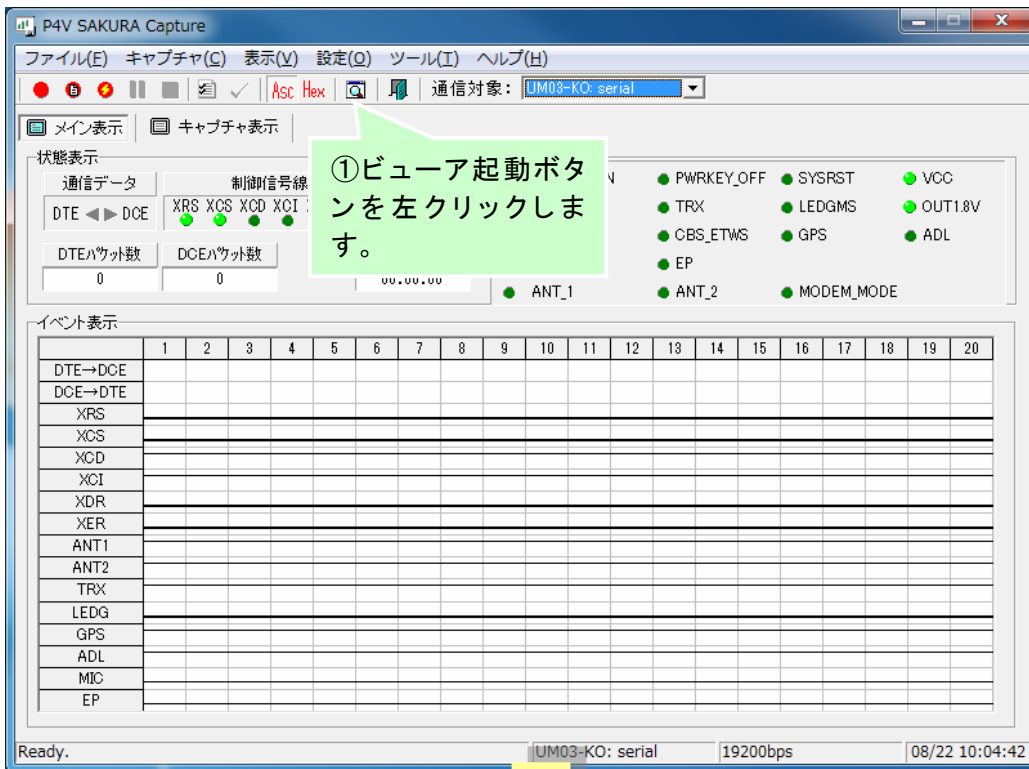 P4V SAKURA Capture
ファイル(F) キャプチャ(C) 表示(V) 設定(O) ツール(T) ヘルプ(H)
Asc Hex 通信対象: UM03-KO: serial
メイン表示 キャプチャ表示
状態表示
通信データ 制御信号線
DTE DCE XRS XCS XCD XCI
DTEパケット数 DCEパケット数
0 0
①ビューア起動ボタ
ンを左クリックしま
す。
PWRKEY_OFF SYSRST VCC
TRX LEDGMS OUT1.8V
CBS_ETWS GPS ADL
EP
ANT_1 ANT_2 MODEM_MODE
イベント表示
1 2 3 4 5 6 7 8 9 10 11 12 13 14 15 16 17 18 19 20
DTE→DCE
DCE→DTE
XRS
XCS
XCD
XCI
XDR
XER
ANT1
ANT2
TRX
LEDG
GPS
ADL
MIC
EP
Ready. UM03-KO: serial 19200bps 08/22 10:04:42